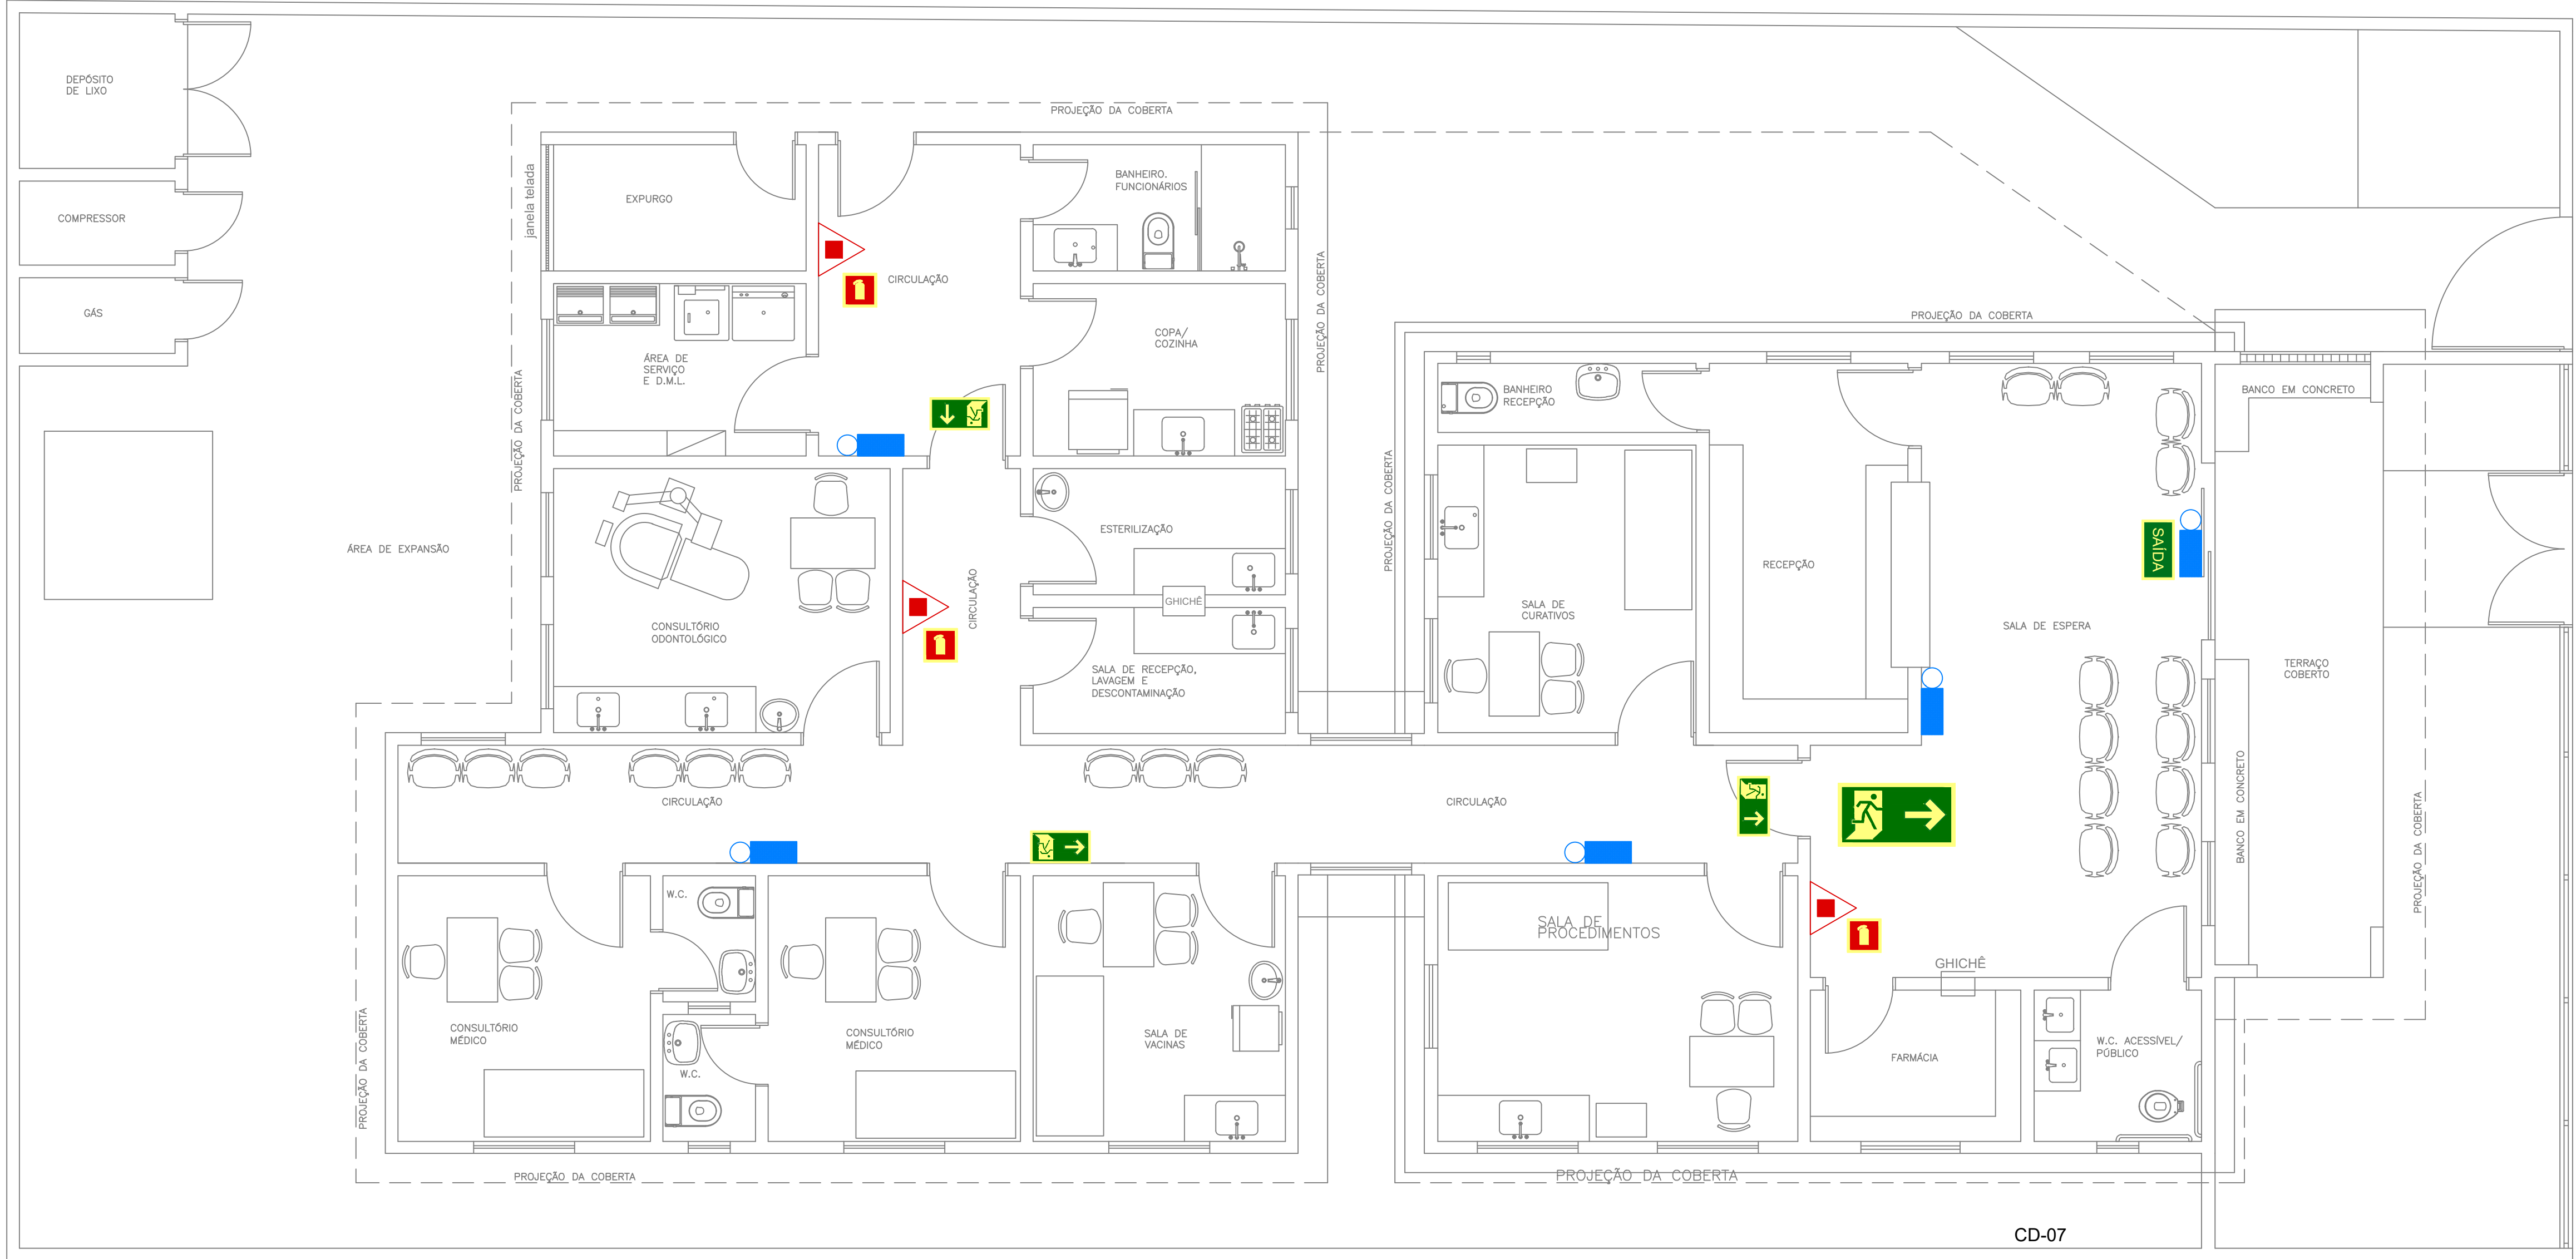 DEPÓSITO
DE LIXO
COMPRESSOR
GÁS
ÁREA DE EXPANSÃO
PROJEÇÃO DA COBERTA
janela telada
EXPURGO
BANHEIRO.
FUNCIONÁRIOS
CIRCULAÇÃO
ÁREA DE
SERVIÇO
E D.M.L.
COPA/
COZINHA
PROJEÇÃO DA COBERTA
PROJEÇÃO DA COBERTA
ESTERILIZAÇÃO
CIRCULAÇÃO
GHICHÊ
CONSULTÓRIO
ODONTOLÓGICO
SALA DE RECEPÇÃO,
LAVAGEM E
DESCONTAMINAÇÃO
PROJEÇÃO DA COBERTA
PROJEÇÃO DA COBERTA
BANHEIRO
RECEPÇÃO
BANCO EM CONCRETO
SAÍDA
RECEPÇÃO
SALA DE
CURATIVOS
SALA DE ESPERA
TERRAÇO
COBERTO
BANCO EM CONCRETO
PROJEÇÃO DA COBERTA
CIRCULAÇÃO
CIRCULAÇÃO
W.C.
SALA DE
PROCEDIMENTOS
GHICHÊ
CONSULTÓRIO
MÉDICO
CONSULTÓRIO
MÉDICO
SALA DE
VACINAS
W.C.
FARMÁCIA
W.C. ACESSÍVEL/
PÚBLICO
PROJEÇÃO DA COBERTA
PROJEÇÃO DA COBERTA
PROJEÇÃO DA COBERTA
CD-07